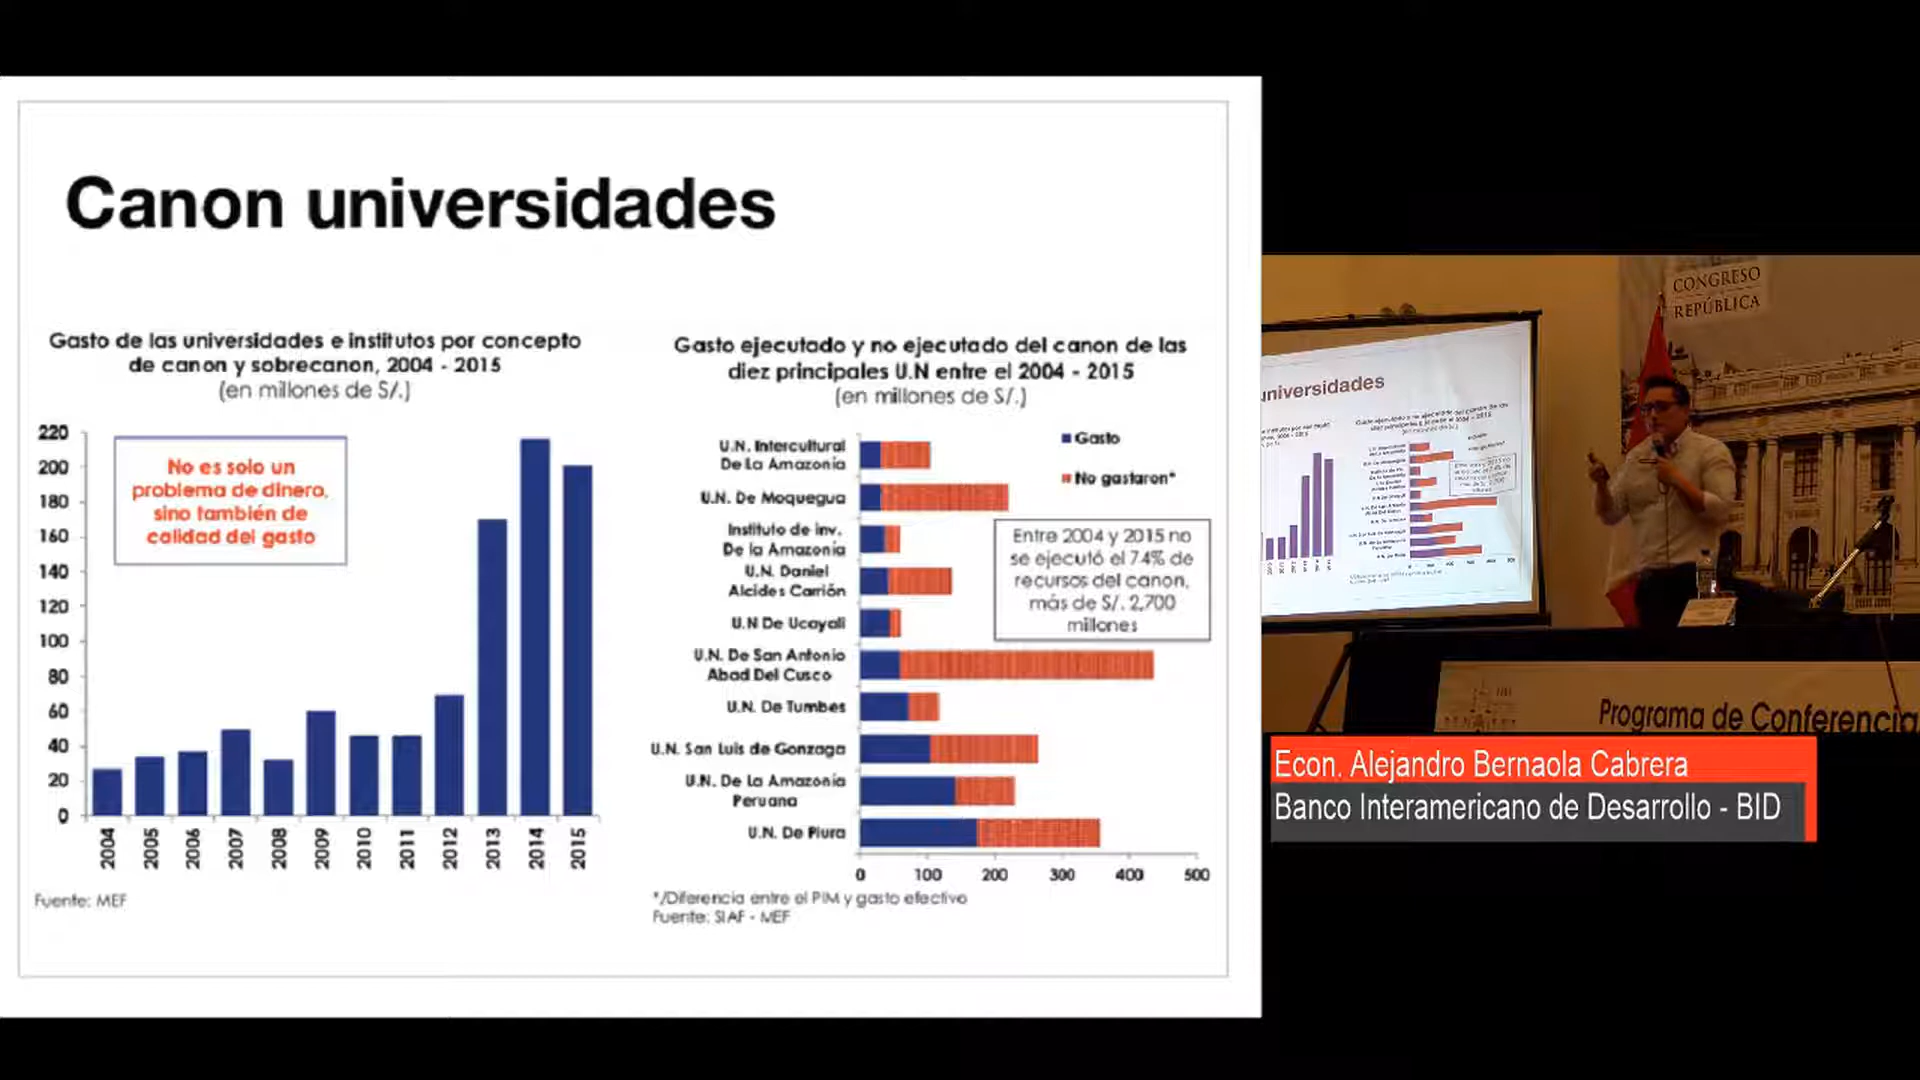 Canon universidades
Gasto de las universidades e institutos por concepto
de canon y sobrecanon, 2004 - 2015
(en millones de S/.)
220
200
180
160
140
120
100
80
60
40
20
0
No es solo un
problema de dinero,
sino también de
calidad del gasto
2004
2005
2006
2007
2008
2009
2010
2011
2012
2013
2014
2015
Fuente: MEF
Gasto ejecutado y no ejecutado del canon de las
diez principales U.N entre el 2004 - 2015
(en millones de S/.)
U.N. Intercultural
De La Amazonía
U.N. De Moquegua
Instituto de inv.
De la Amazonía
U.N. Daniel
Alcides Carrión
U.N De Ucayali
U.N. De San Antonio
Abad Del Cusco
U.N. De Tumbes
U.N. San Luis de Gonzaga
U.N. De La Amazonía
Peruana
U.N. De Piura
Gasto
No gastaron*
Entre 2004 y 2015 no
se ejecutó el 74% de
recursos del canon,
más de S/. 2,700
millones
0
100
200
300
400
500
*/Diferencia entre el PIM y gasto efectivo
Fuente: SIAF - MEF
CONGRESO
REPÚBLICA
universidades
Programa de Conferencia
Econ. Alejandro Bernaola Cabrera
Banco Interamericano de Desarrollo - BID